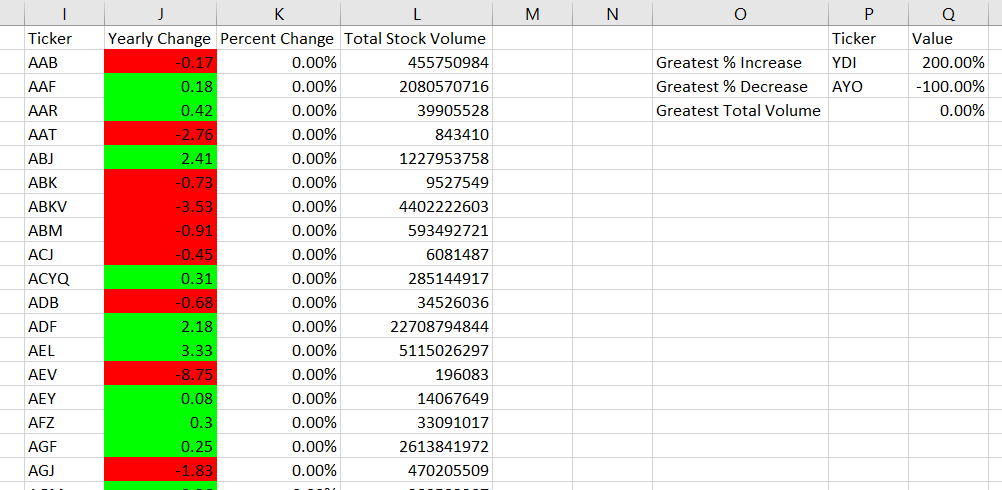 I J K L M N O P Q
Ticker Yearly Change Percent Change Total Stock Volume Ticker Value
AAB -0.17 0.00% 455750984 Greatest % Increase YDI 200.00%
AAF 0.18 0.00% 2080570716 Greatest % Decrease AYO -100.00%
AAR 0.42 0.00% 39905528 Greatest Total Volume 0.00%
AAT -2.76 0.00% 843410
ABJ 2.41 0.00% 1227953758
ABK -0.73 0.00% 9527549
ABKV -3.53 0.00% 4402222603
ABM -0.91 0.00% 593492721
ACJ -0.45 0.00% 6081487
ACYQ 0.31 0.00% 285144917
ADB -0.68 0.00% 34526036
ADF 2.18 0.00% 22708794844
AEL 3.33 0.00% 5115026297
AEV -8.75 0.00% 196083
AEY 0.08 0.00% 14067649
AFZ 0.3 0.00% 33091017
AGF 0.25 0.00% 2613841972
AGJ -1.83 0.00% 470205509